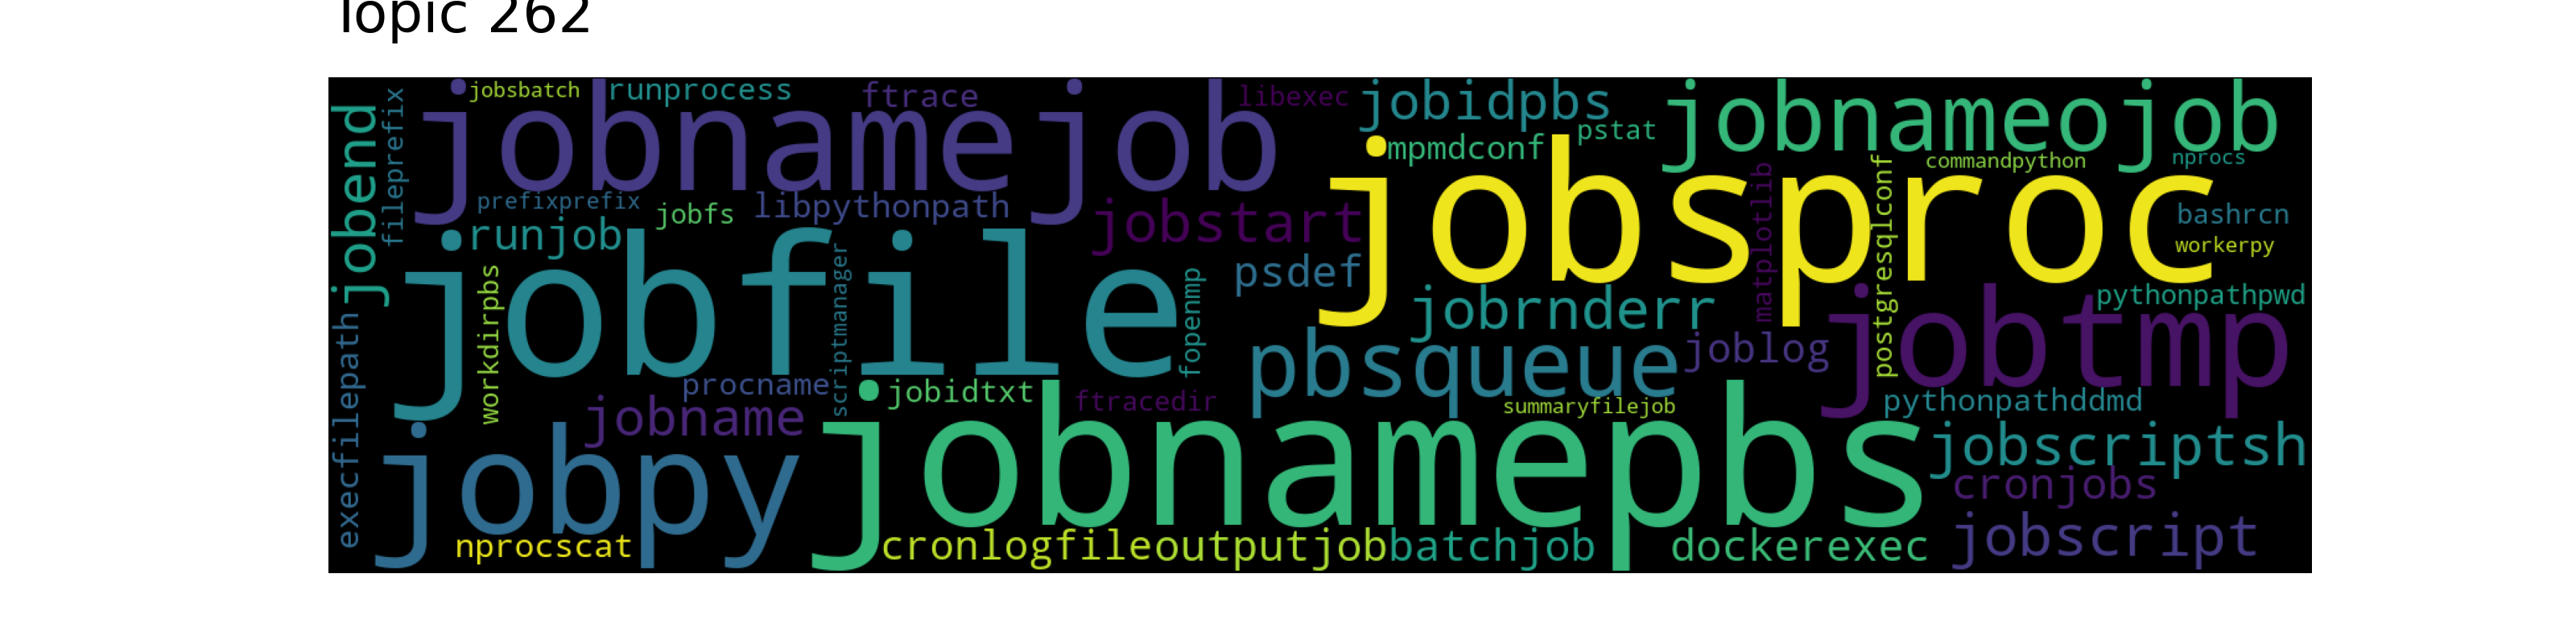 Topic 262
jobsbatch
runprocess
ftrace
libexec
jobidpbs
jobnameojob
jobnamejob
jobend
fileprefix
mpmdconf
pstat
commandpython
nprocs
jobsproc
prefixprefix
jobfs
libpythonpath
jobstart
matplotlib
postgresqlconf
bashrcn
workerpy
runjob
jobfile
psdef
workdirpbs
scriptmanager
fopenmp
jobrnderr
pythonpathpwd
jobtmp
execfilepath
pbsqueue
joblog
procname
jobidtxt
ftracedir
summaryfilejob
pythonpathddmd
jobname
jobpy
jobnamepbs
jobscriptsh
cronjobs
nprocscat
cronlogfile
outputjob
batchjob
dockerexec
jobscript